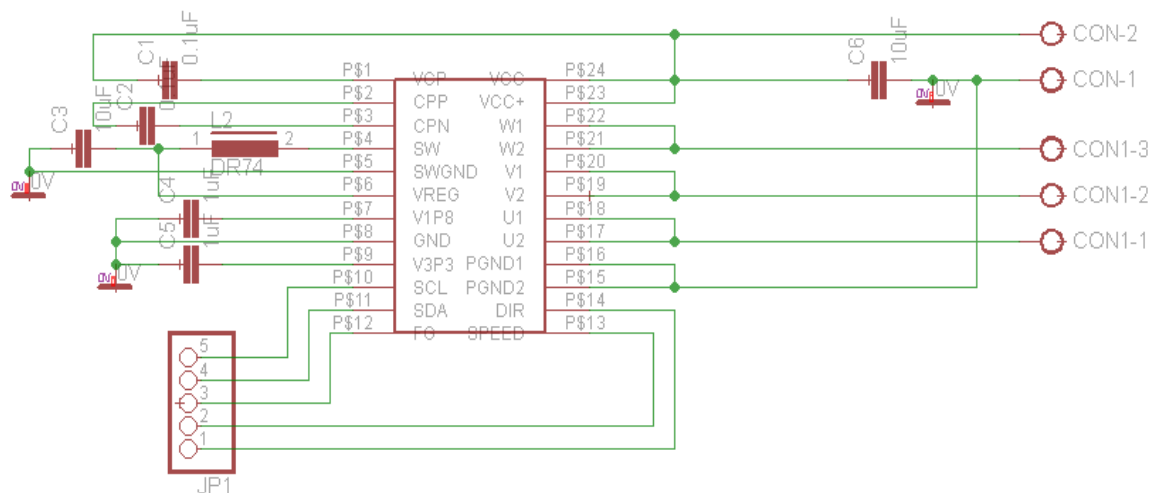 CON-2
C1
0.1uF
C6
10uF
P$1 VCP VCC P$24
0V
CON-1
P$2 CPP VCC+ P$23
C2
C3
10uF
P$3 CPN W1 P$22
L2
1 2
DR74
P$4 SW W2 P$21
CON1-3
P$5 SWGND V1 P$20
0V
P$6 VREG V2 P$19
CON1-2
C4
1uF
P$7 V1P8 U1 P$18
C5
1uF
P$8 GND U2 P$17
CON1-1
P$9 V3P3 PGND1 P$16
0V
P$10 SCL PGND2 P$15
P$11 SDA DIR P$14
P$12 FG SPEED P$13
5
4
3
2
1
JP1